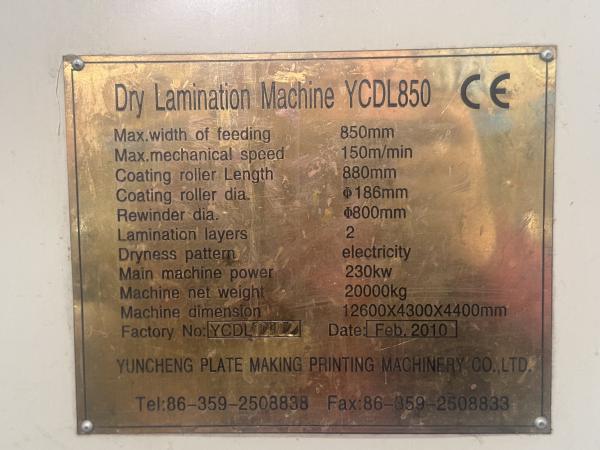 Dry Lamination Machine YCDL850 CE
Max.width of feeding 850mm
Max.mechanical speed 150m/min
Coating roller Length 880mm
Coating roller dia. Φ186mm
Rewinder dia. Φ800mm
Lamination layers 2
Dryness pattern electricity
Main machine power 230kw
Machine net weight 20000kg
Machine dimension 12600X4300X4400mm
Factory No: YCDL Date: Feb. 2010
YUNCHENG PLATE MAKING PRINTING MACHINERY CO.,LTD.
Tel:86-359-2508838 Fax:86-359-2508833